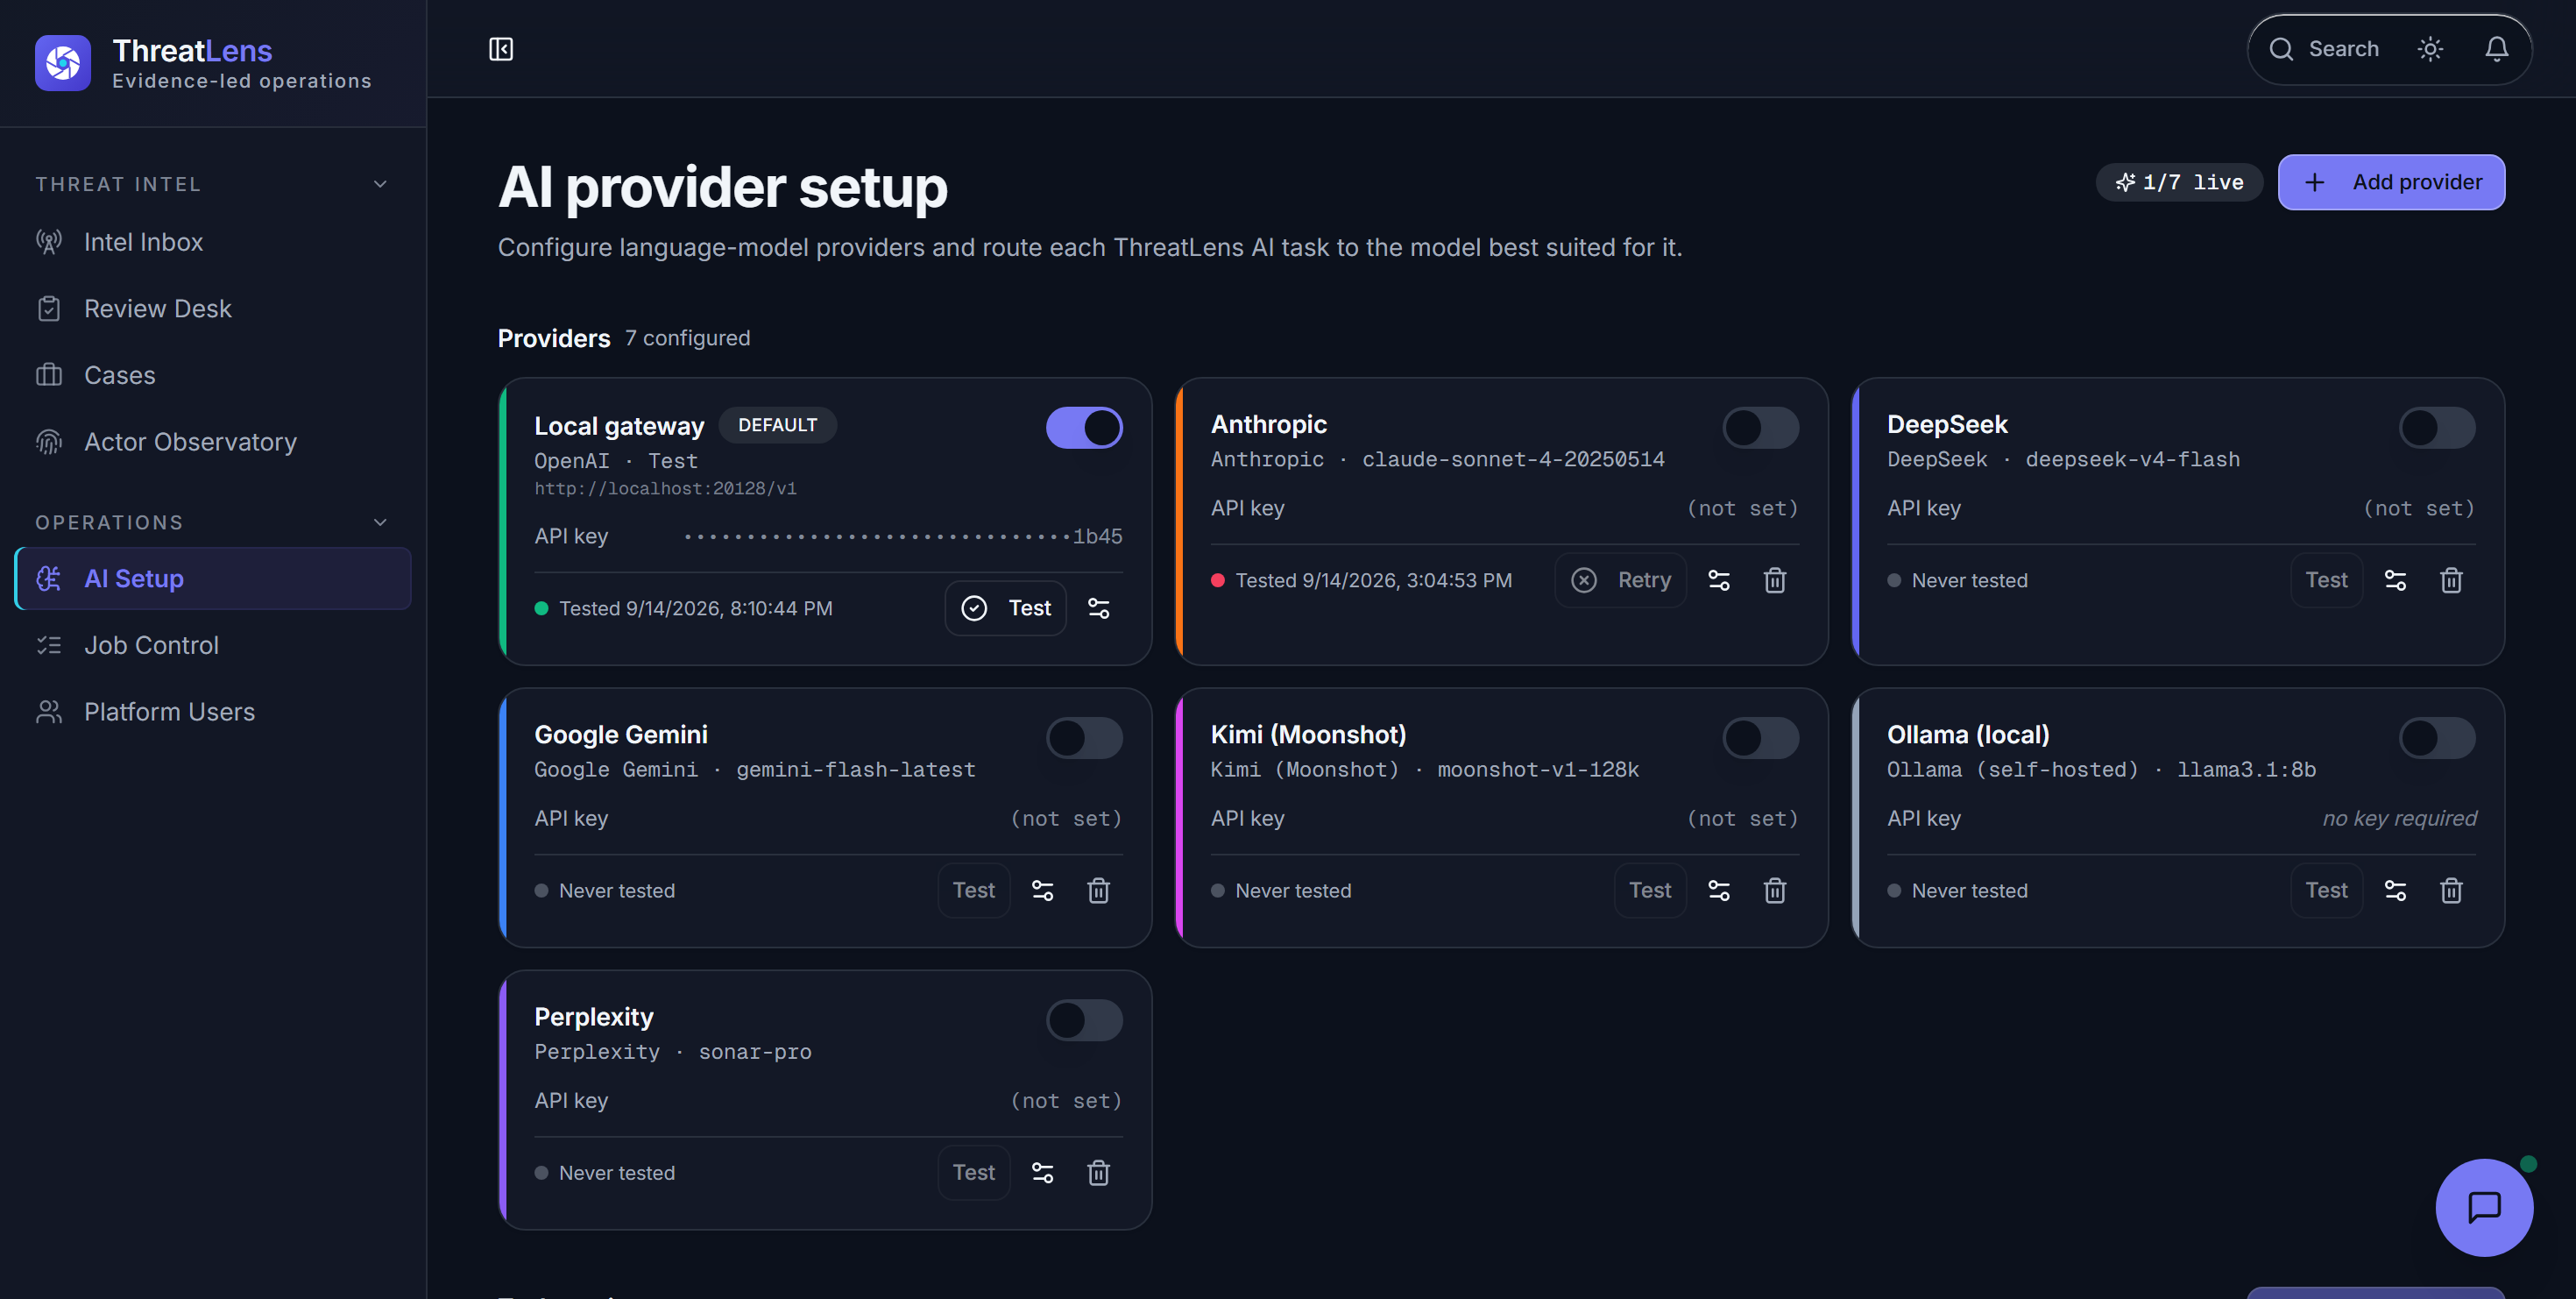 ThreatLens
Evidence-led operations
Search
THREAT INTEL
Intel Inbox
Review Desk
Cases
Actor Observatory
OPERATIONS
AI Setup
Job Control
Platform Users
AI provider setup
1/7 live
Add provider
Configure language-model providers and route each ThreatLens AI task to the model best suited for it.
Providers 7 configured
Local gateway DEFAULT
OpenAI · Test
http://localhost:20128/v1
API key •••••••••••••••••••••••••••••••1b45
Tested 9/14/2026, 8:10:44 PM Test
Anthropic
Anthropic · claude-sonnet-4-20250514
API key (not set)
Tested 9/14/2026, 3:04:53 PM Retry
DeepSeek
DeepSeek · deepseek-v4-flash
API key (not set)
Never tested Test
Google Gemini
Google Gemini · gemini-flash-latest
API key (not set)
Never tested Test
Kimi (Moonshot)
Kimi (Moonshot) · moonshot-v1-128k
API key (not set)
Never tested Test
Ollama (local)
Ollama (self-hosted) · llama3.1:8b
API key no key required
Never tested Test
Perplexity
Perplexity · sonar-pro
API key (not set)
Never tested Test